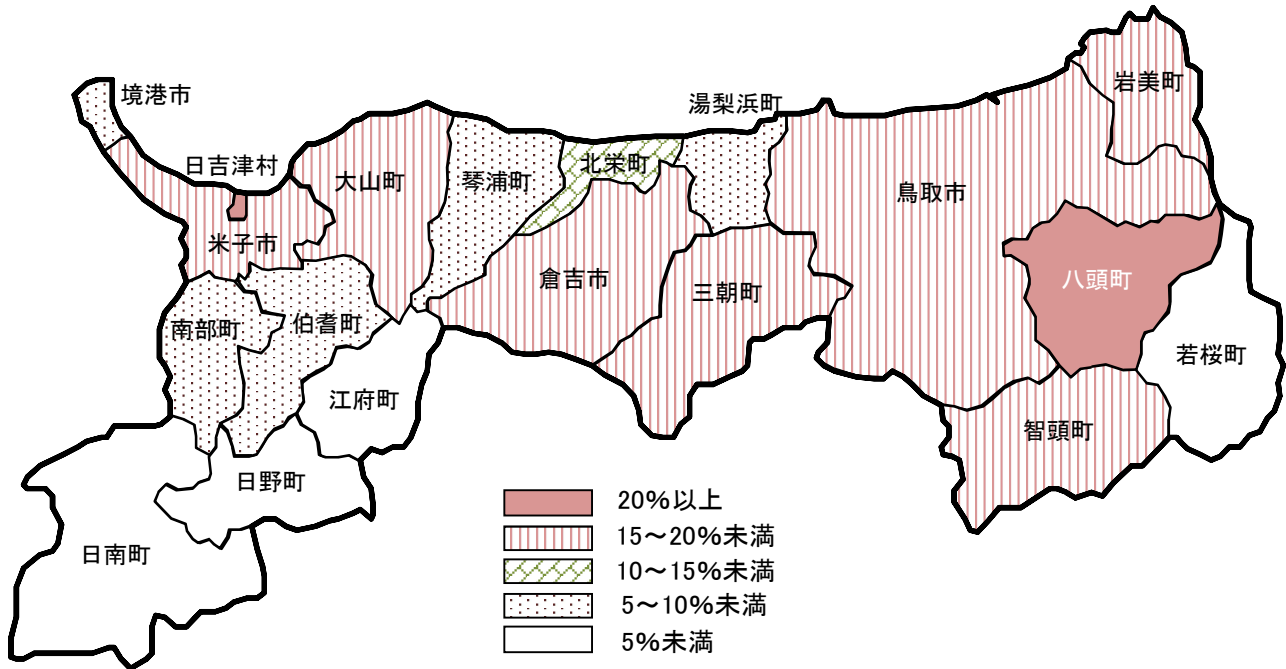 境港市
日吉津村
大山町
琴浦町
北栄町
湯梨浜町
岩美町
鳥取市
米子市
倉吉市
三朝町
八頭町
南部町
伯耆町
江府町
若桜町
智頭町
日野町
日南町
20%以上
15～20%未満
10～15%未満
5～10%未満
5%未満